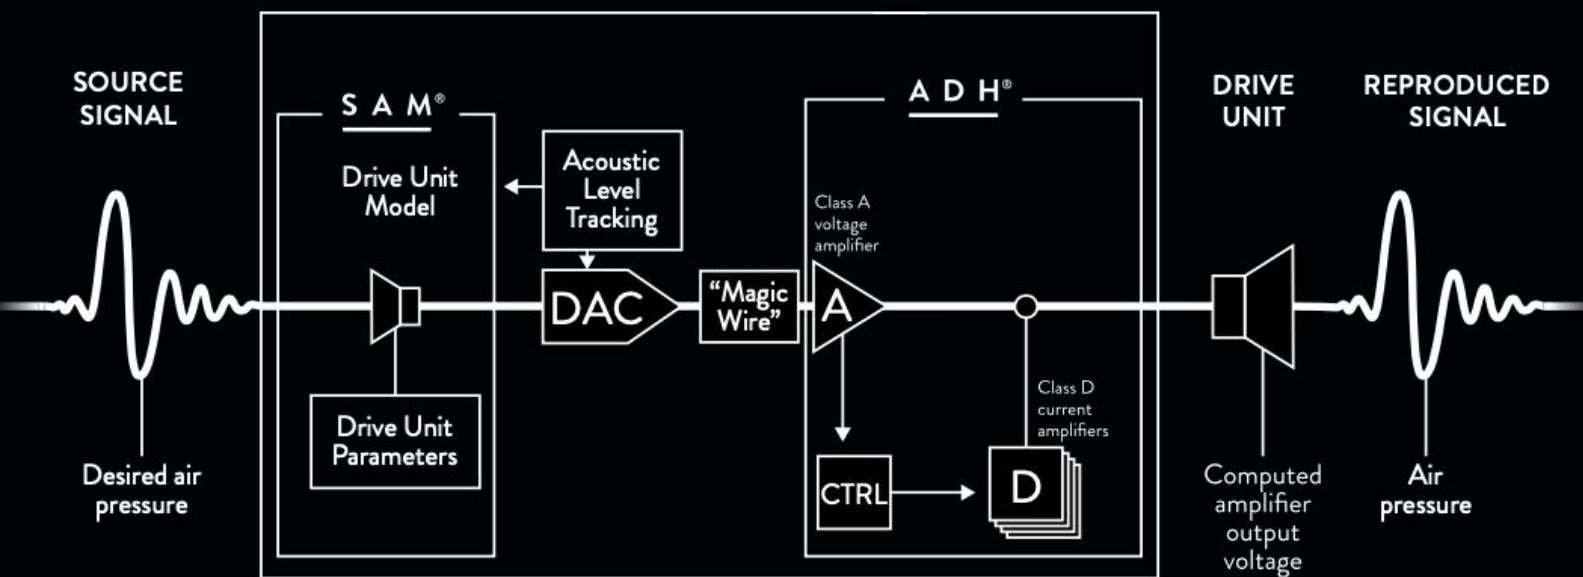 SOURCE
SIGNAL
Desired air
pressure
S A M®
Drive Unit
Model
Drive Unit
Parameters
Acoustic
Level
Tracking
DAC
“Magic
Wire”
A D H®
Class A
voltage
amplifier
A
CTRL
Class D
current
amplifiers
D
DRIVE
UNIT
Computed
amplifier
output
voltage
REPRODUCED
SIGNAL
Air
pressure